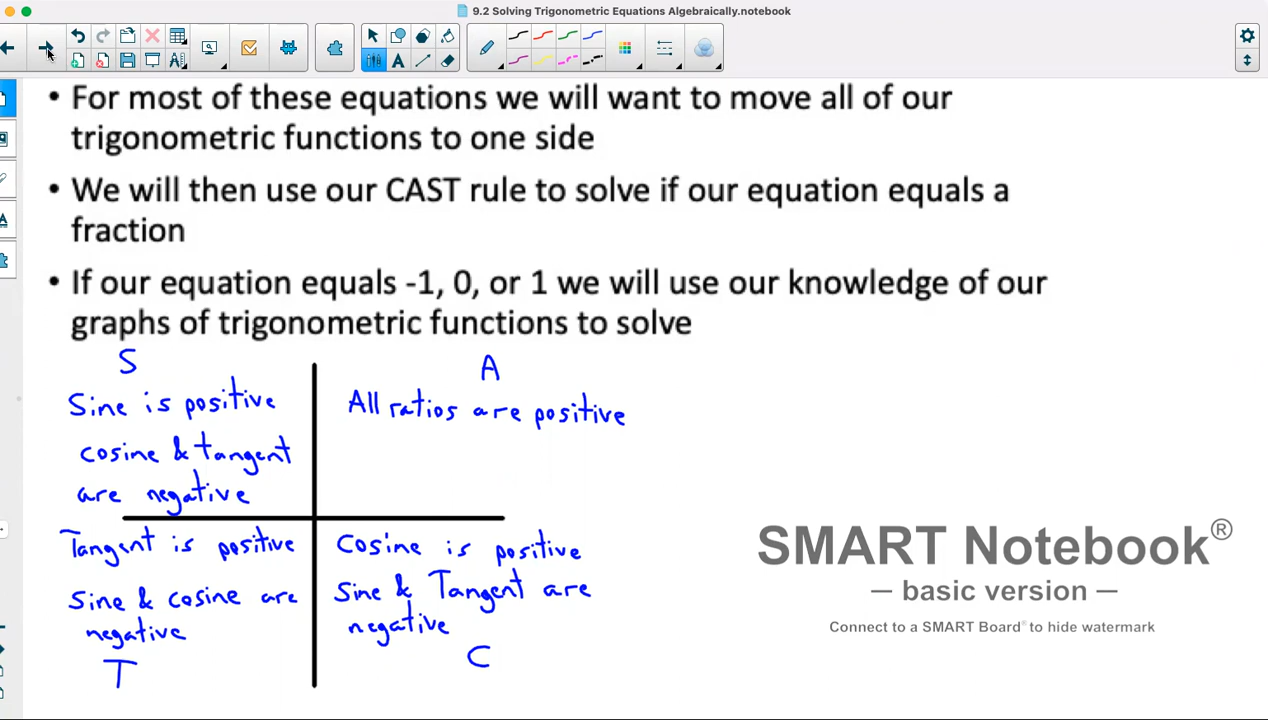 9.2 Solving Trigonometric Equations Algebraically.notebook
• For most of these equations we will want to move all of our
trigonometric functions to one side
• We will then use our CAST rule to solve if our equation equals a
fraction
• If our equation equals -1, 0, or 1 we will use our knowledge of our
graphs of trigonometric functions to solve
S
Sine is positive
cosine & tangent
are negative
A
All ratios are positive
Tangent is positive
Sine & cosine are
negative
T
Cosine is positive
Sine & Tangent are
negative
C
SMART Notebook®
— basic version —
Connect to a SMART Board® to hide watermark